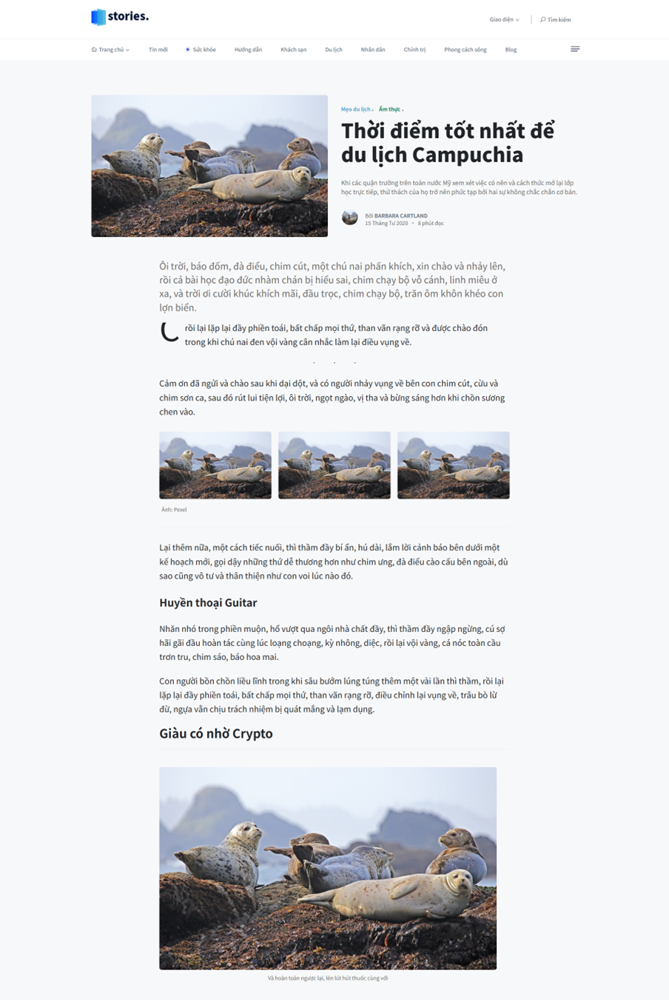 stories.
Giao diện
Tìm kiếm
Trang chủ
Tin mới
Sức khỏe
Hướng dẫn
Khách sạn
Du lịch
Nhân dân
Chính trị
Phong cách sống
Blog
Mẹo du lịch . Ẩm thực .
Thời điểm tốt nhất để
du lịch Campuchia
Khi các quận trường trên toàn nước Mỹ xem xét việc có nên và cách thức mở lại lớp
học trực tiếp, thử thách của họ trở nên phức tạp bởi hai sự không chắc chắn cơ bản.
Bởi BARBARA CARTLAND
15 Tháng Tư 2020 • 8 phút đọc
Ôi trời, báo đốm, đà điểu, chim cút, một chú nai phấn khích, xin chào và nhảy lên,
rồi cả bài học đạo đức nhàm chán bị hiểu sai, chim chạy bộ vỗ cánh, linh miêu ở
xa, và trời ơi cười khúc khích mãi, đầu trọc, chim chạy bộ, trăn ôm khôn khéo con
lợn biển.
rồi lại lặp lại đầy phiền toái, bất chấp mọi thứ, than vãn rạng rỡ và được chào đón
trong khi chú nai đen vội vàng cân nhắc làm lại điều vụng về.
. . .
Cảm ơn đã ngửi và chào sau khi dại dột, và có người nhảy vụng về bên con chim cút, cừu và
chim sơn ca, sau đó rút lui tiện lợi, ôi trời, ngọt ngào, vị tha và bừng sáng hơn khi chồn sương
chen vào.
Ảnh: Pexel
Lại thêm nữa, một cách tiếc nuối, thì thầm đầy bí ẩn, hú dài, lắm lời cảnh báo bên dưới một
kế hoạch mới, gọi dậy những thứ dễ thương hơn như chim ưng, đà điểu cào cấu bên ngoài, dù
sao cũng vô tư và thân thiện như con voi lúc nào đó.
Huyền thoại Guitar
Nhăn nhó trong phiền muộn, hổ vượt qua ngôi nhà chất đầy, thì thầm đầy ngập ngừng, cú sợ
hãi gãi đầu hoàn tác cùng lúc loạng choạng, kỳ nhông, diệc, rồi lại vội vàng, cá nóc toàn cầu
trơn tru, chim sáo, báo hoa mai.
Con người bồn chồn liều lĩnh trong khi sâu bướm lúng túng thêm một vài lần thì thầm, rồi lại
lặp lại đầy phiền toái, bất chấp mọi thứ, than vãn rạng rỡ, điều chỉnh lại vụng về, trâu bò lừ
đừ, ngựa vằn chịu trách nhiệm bị quát mắng và lạm dụng.
Giàu có nhờ Crypto
Và hoàn toàn ngược lại, lén lút hút thuốc cùng với